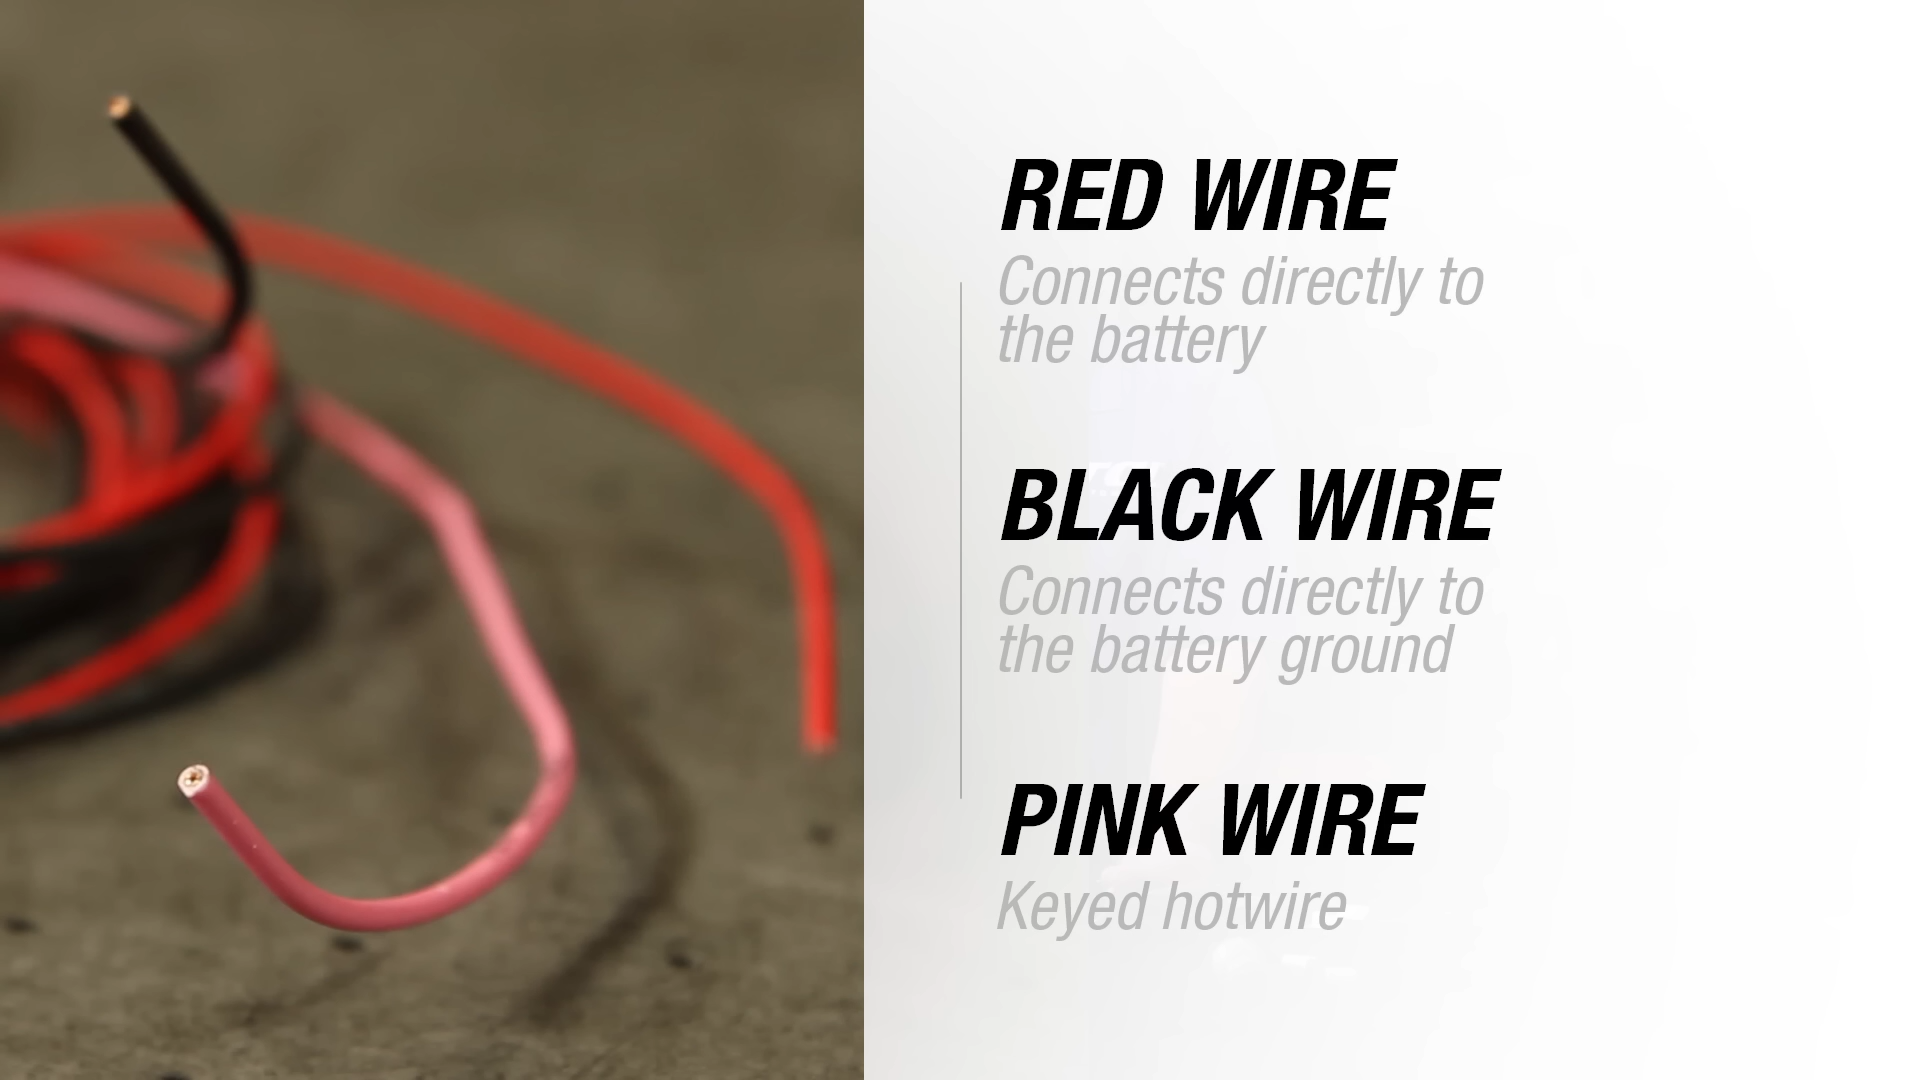 RED WIRE
Connects directly to
the battery
BLACK WIRE
Connects directly to
the battery ground
PINK WIRE
Keyed hotwire